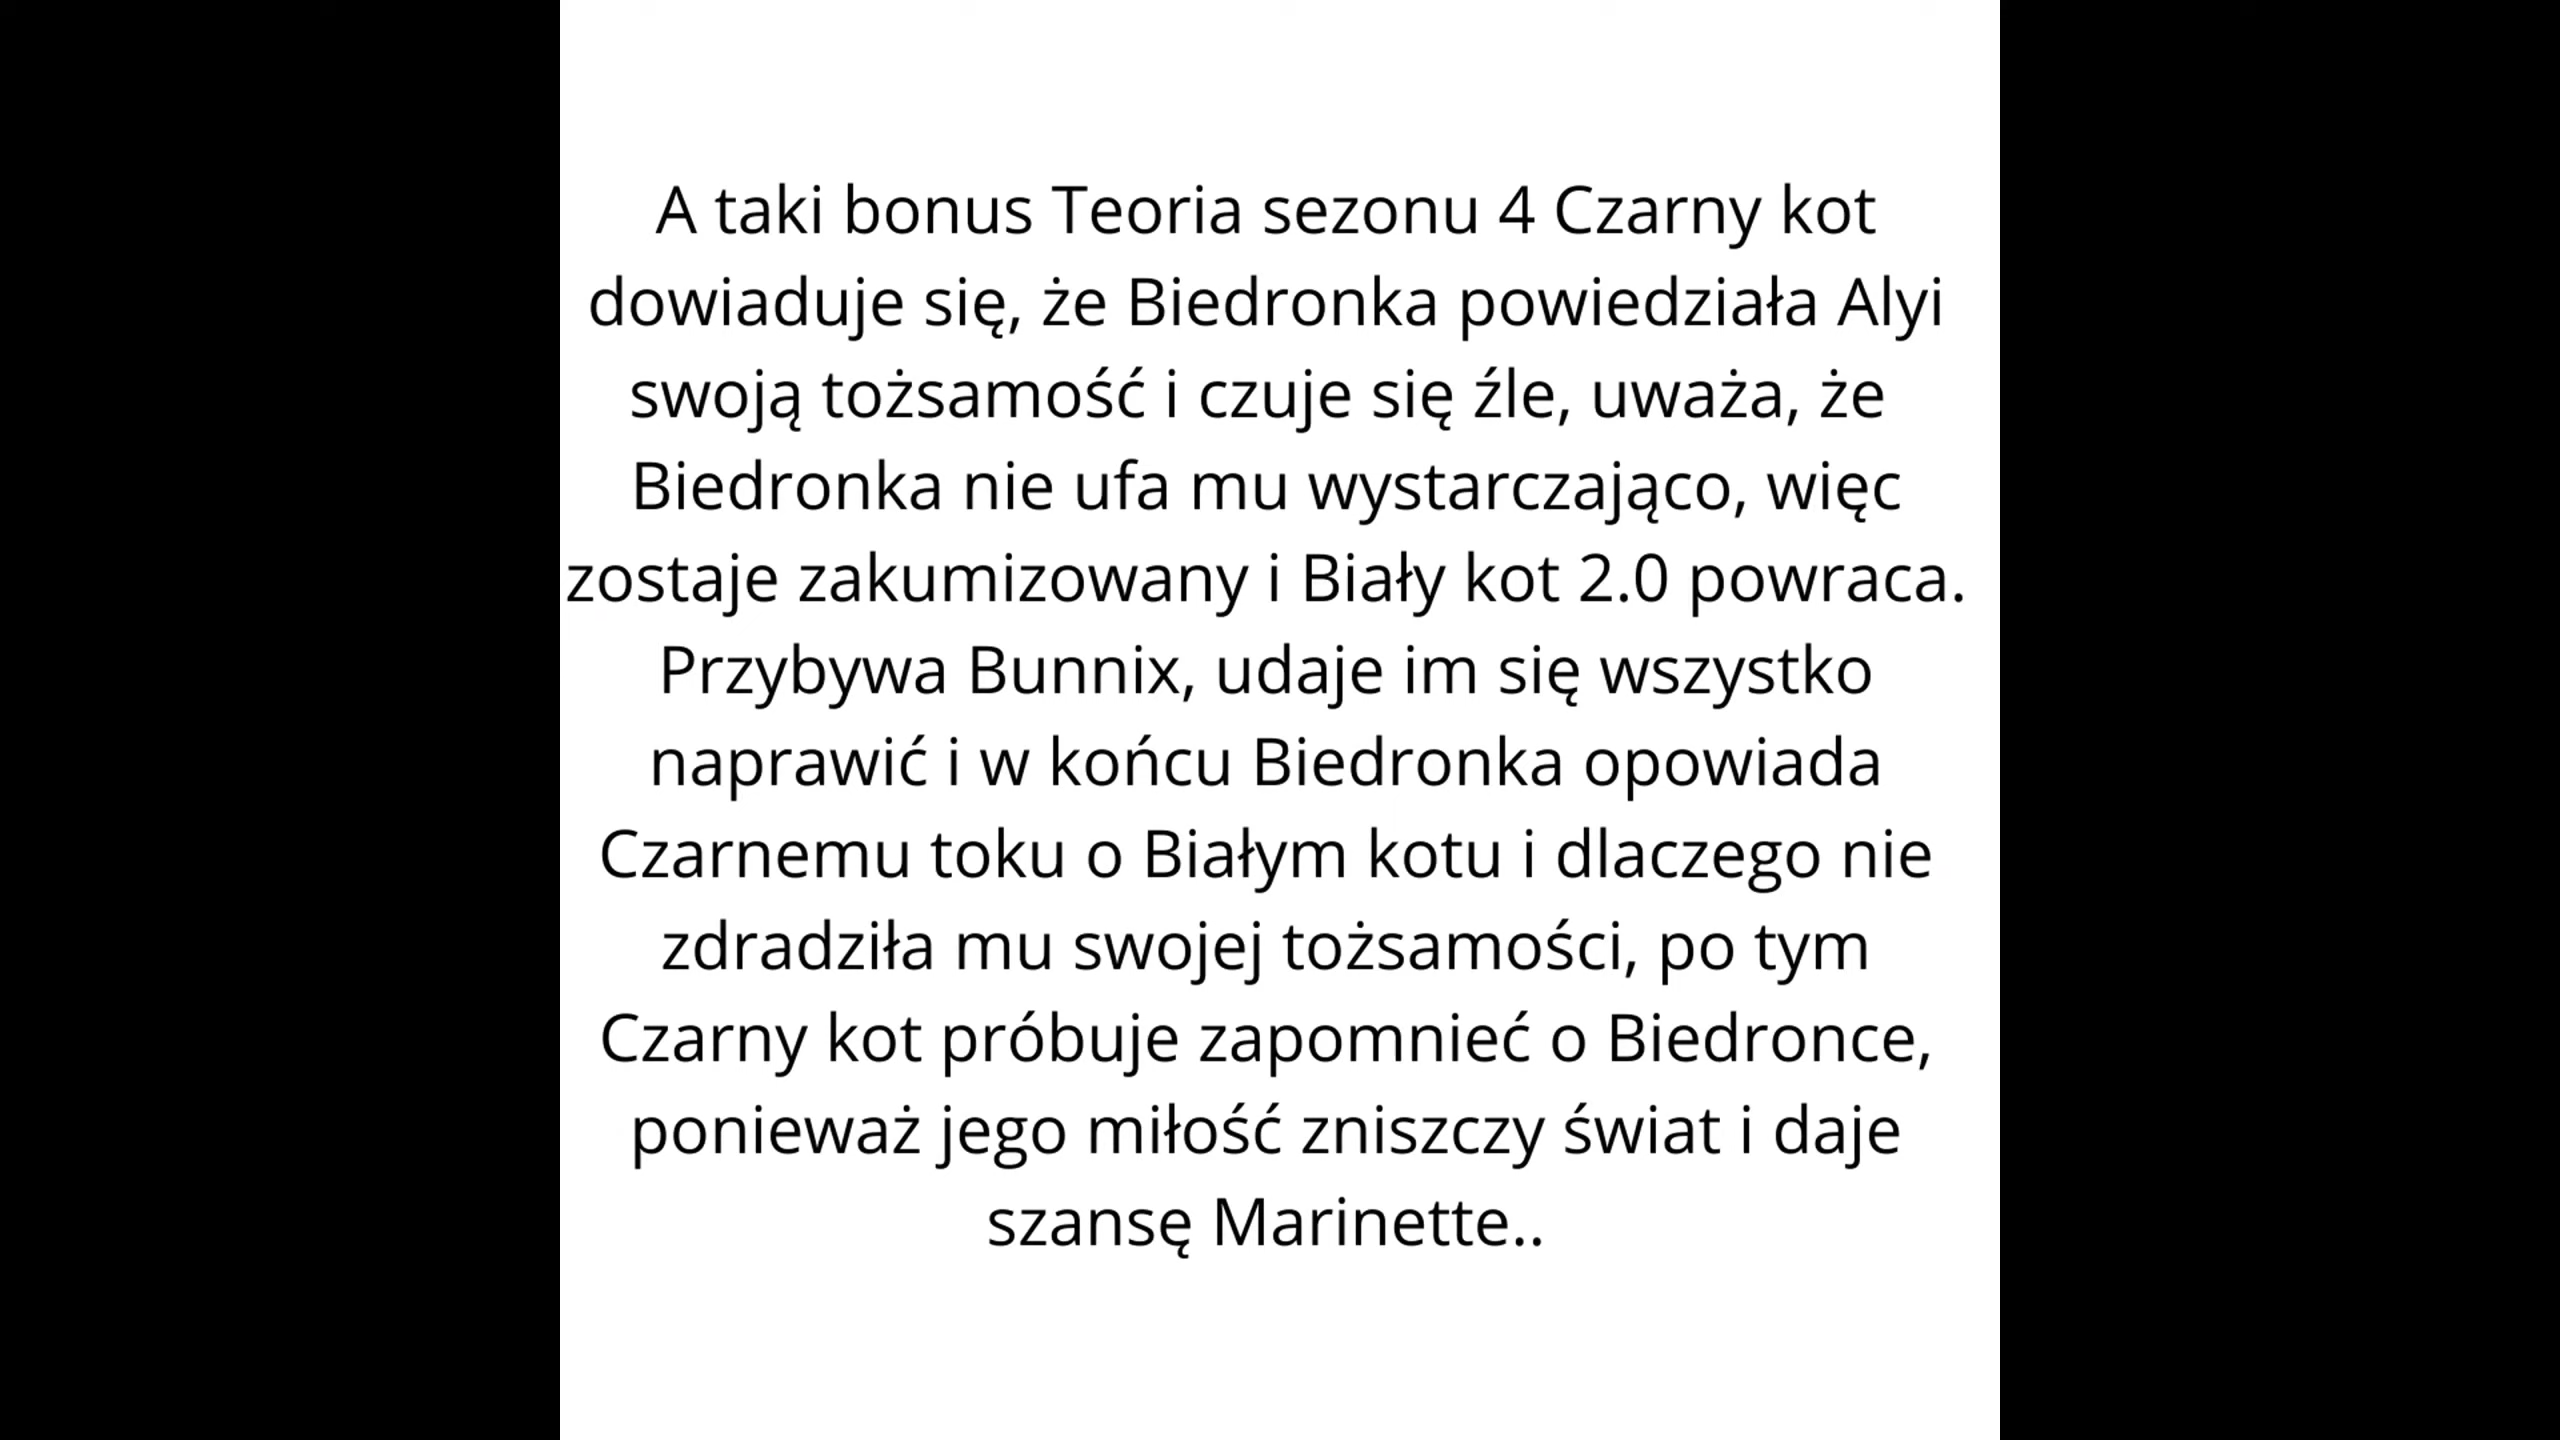 A taki bonus Teoria sezonu 4 Czarny kot
dowiaduje się, że Biedronka powiedziała Alyi
swoją tożsamość i czuje się źle, uważa, że
Biedronka nie ufa mu wystarczająco, więc
zostaje zakumizowany i Biały kot 2.0 powraca.
Przybywa Bunnix, udaje im się wszystko
naprawić i w końcu Biedronka opowiada
Czarnemu toku o Białym kotu i dlaczego nie
zdradziła mu swojej tożsamości, po tym
Czarny kot próbuje zapomnieć o Biedronce,
ponieważ jego miłość zniszczy świat i daje
szansę Marinette..